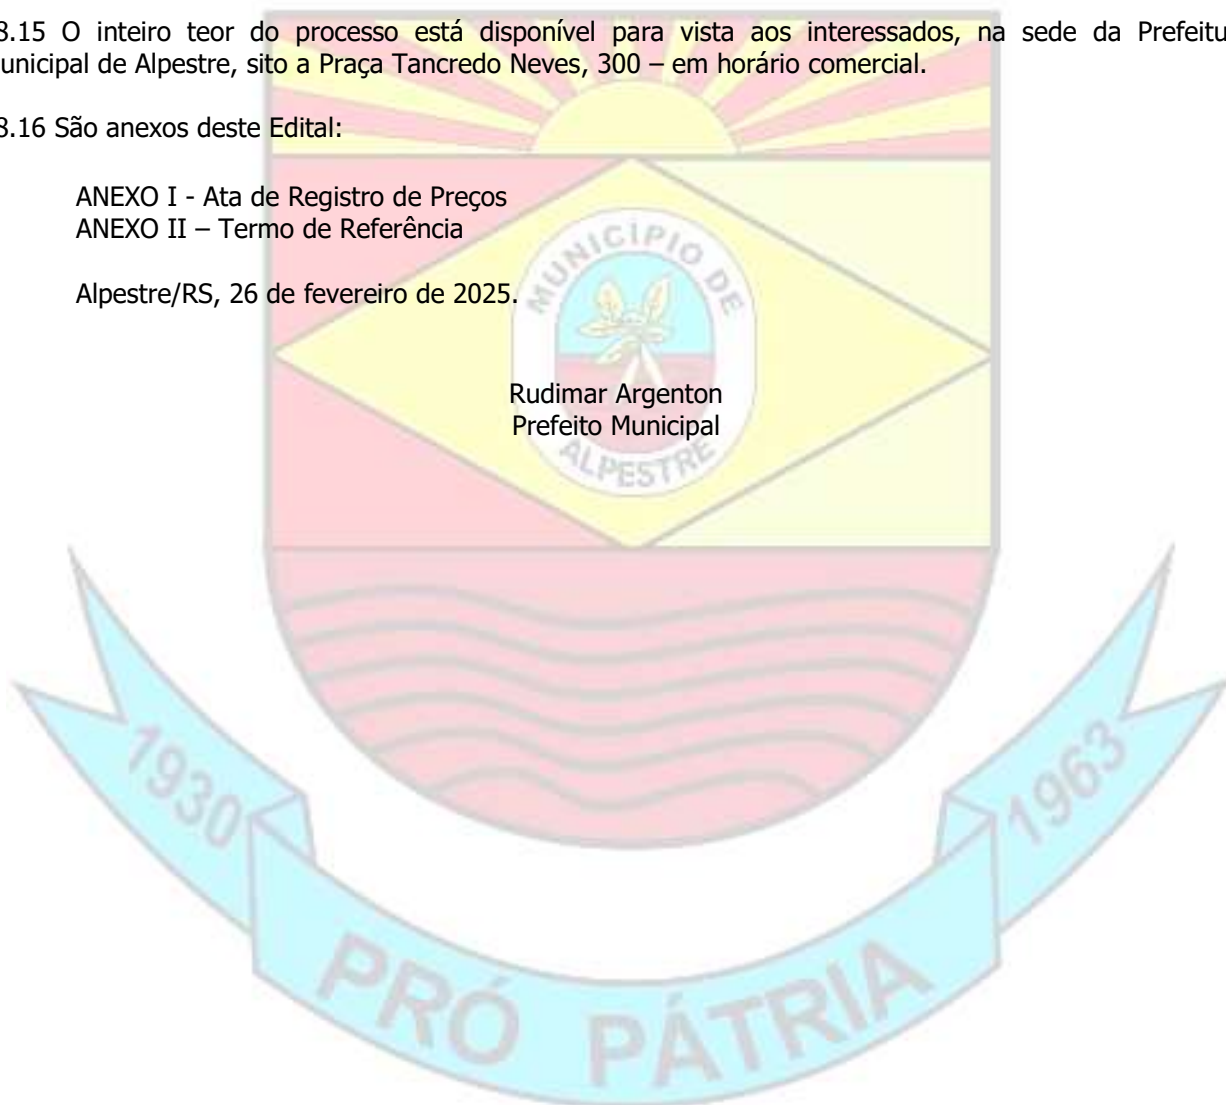 8.15 O inteiro teor do processo está disponível para vista aos interessados, na sede da Prefeitu
unicipal de Alpestre, sito a Praça Tancredo Neves, 300 – em horário comercial.
8.16 São anexos deste Edital:
ANEXO I - Ata de Registro de Preços
ANEXO II – Termo de Referência
Alpestre/RS, 26 de fevereiro de 2025.
MUNICÍPIO DE
Rudimar Argenton
Prefeito Municipal
ALPESTRE
1930
1963
PRÓ PÁTRIA